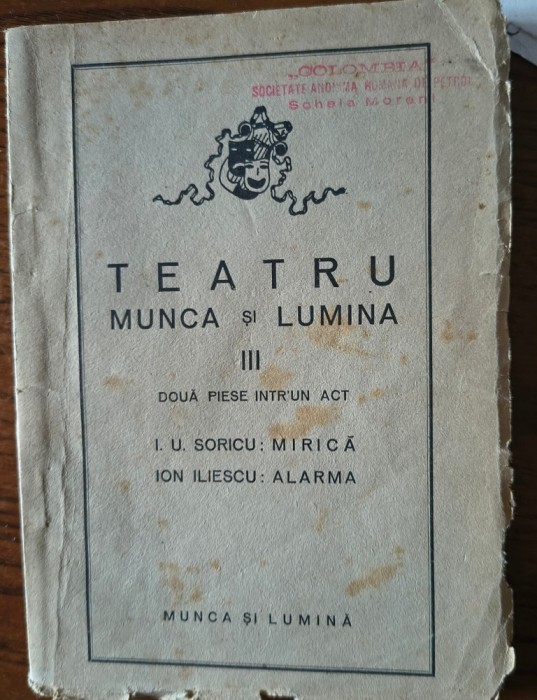 „COLOMBIA”
SOCIETATE ANONIMA ROMANA DE PETROL
Schela Moreni
TEATRU
MUNCA ȘI LUMINA
III
DOUĂ PIESE INTR'UN ACT
I. U. SORICU: MIRICĂ
ION ILIESCU: ALARMA
MUNCA ȘI LUMINĂ